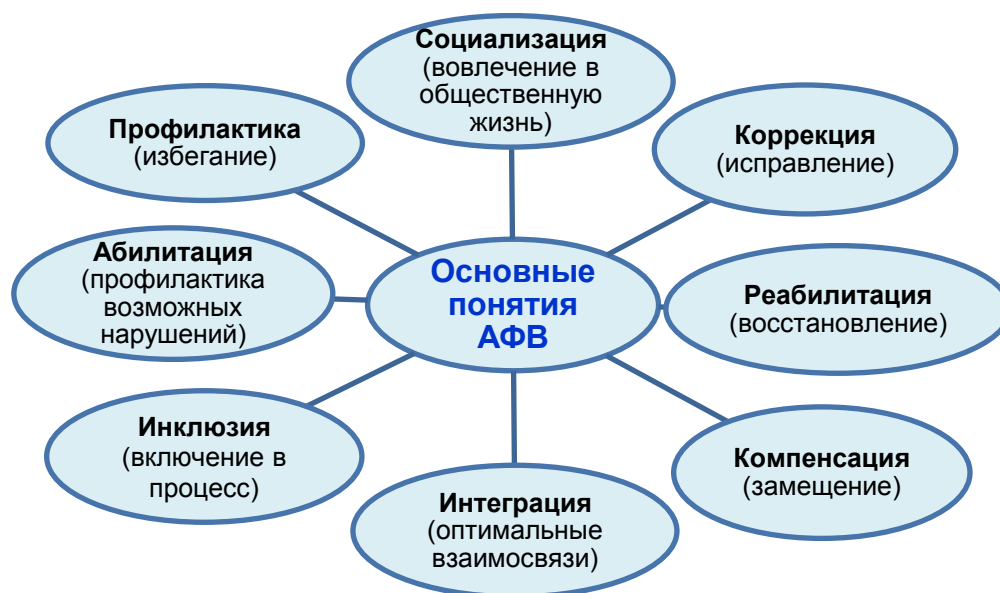 Социализация
(вовлечение в
общественную
жизнь)
Профилактика
(избегание)
Коррекция
(исправление)
Абилитация
(профилактика
возможных
нарушений)
Основные
понятия
АФВ
Реабилитация
(восстановление)
Инклюзия
(включение в
процесс)
Интеграция
(оптимальные
взаимосвязи)
Компенсация
(замещение)